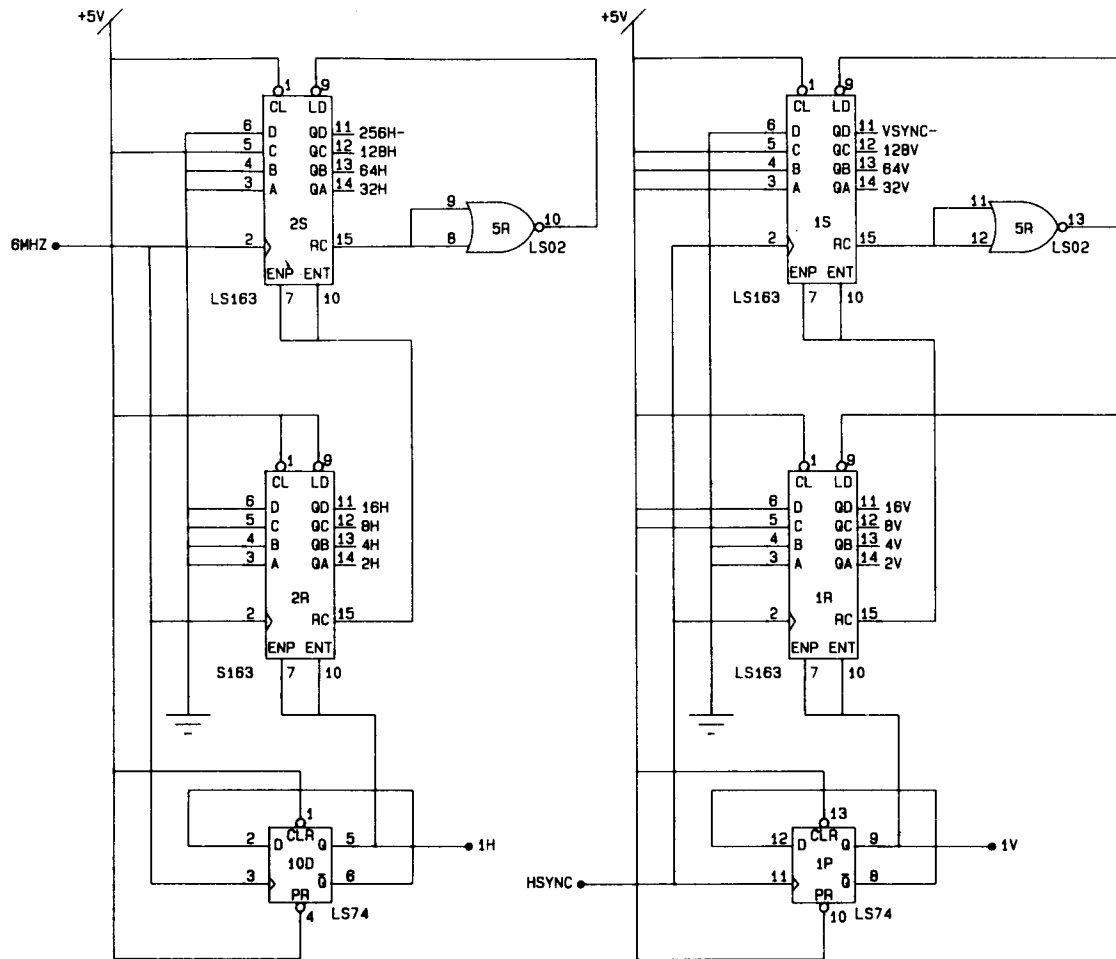 +5V
+5V
1
9
CL
LD
6
D
QD
11
256H-
5
C
QC
12
128H
4
B
QB
13
64H
3
A
QA
14
32H
2S
6MHZ
2
RC
15
ENP
ENT
LS163
7
10
9
8
5R
10
LS02
1
9
CL
LD
6
D
QD
11
VSYNC-
5
C
QC
12
128V
4
B
QB
13
64V
3
A
QA
14
32V
1S
2
RC
15
ENP
ENT
LS163
7
10
11
12
5R
13
LS02
1
9
CL
LD
6
D
QD
11
16H
5
C
QC
12
8H
4
B
QB
13
4H
3
A
QA
14
2H
2R
2
RC
15
ENP
ENT
S163
7
10
1
9
CL
LD
6
D
QD
11
16V
5
C
QC
12
8V
4
B
QB
13
4V
3
A
QA
14
2V
1R
2
RC
15
ENP
ENT
LS163
7
10
1
CLR
2
D
Q
5
1H
10D
3
Q̅
6
PR
4
LS74
13
CLR
12
D
Q
9
1V
1P
HSYNC
11
Q̅
8
PR
10
LS74